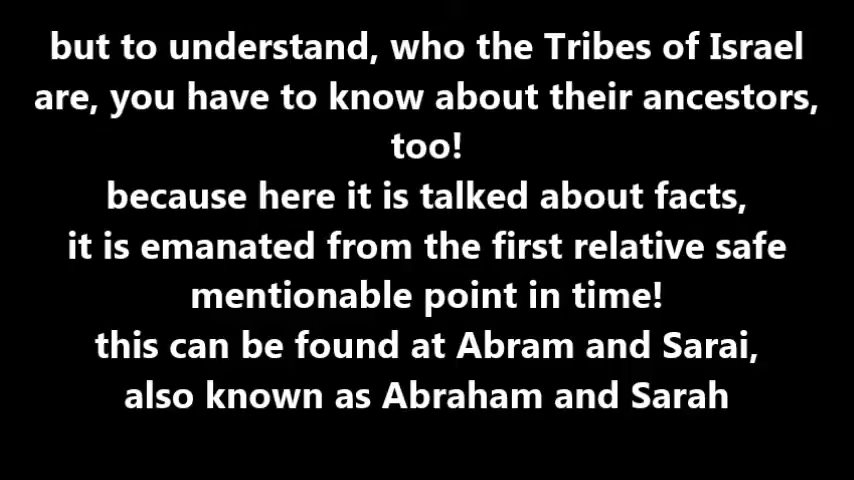 but to understand, who the Tribes of Israel
are, you have to know about their ancestors,
too!
because here it is talked about facts,
it is emanated from the first relative safe
mentionable point in time!
this can be found at Abram and Sarai,
also known as Abraham and Sarah